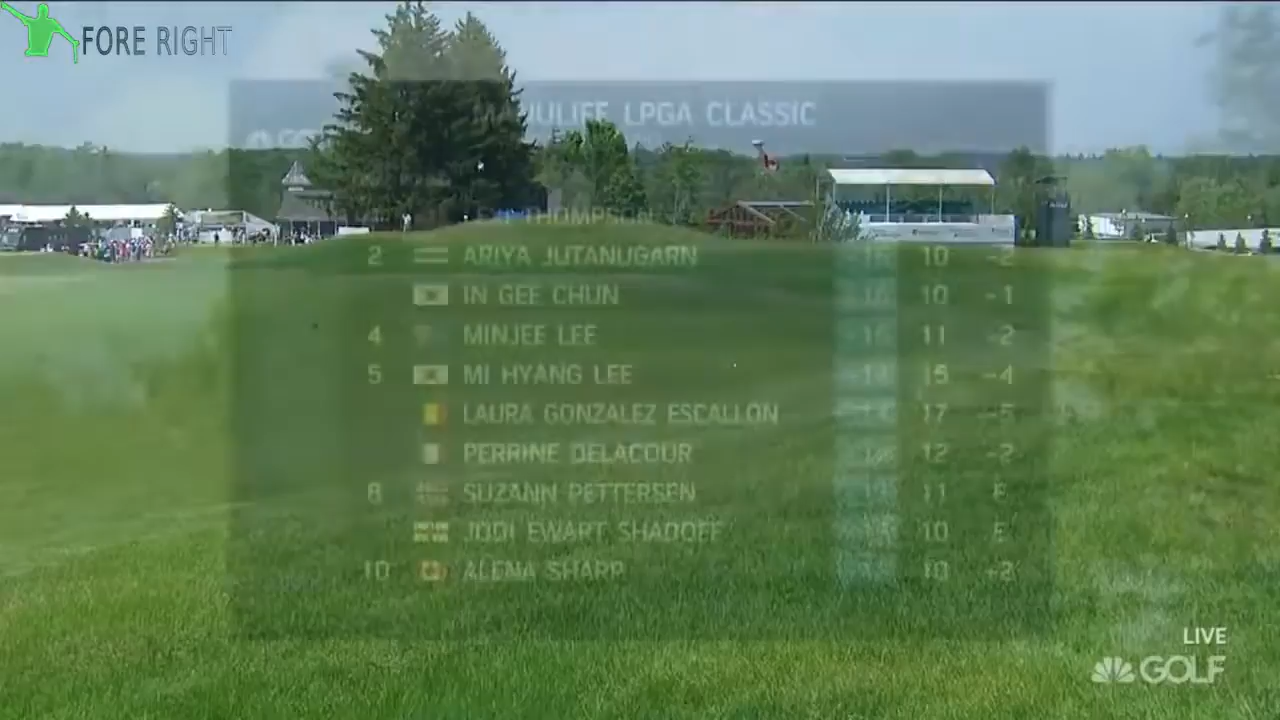 FORE RIGHT
MANULIFE LPGA CLASSIC
THOMPSON
2 ARIYA JUTANUGARN 10 -2
IN GEE CHUN 10 -1
4 MINJEE LEE 11 -2
5 MI HYANG LEE 15 -4
LAURA GONZALEZ ESCALLON 17 -5
PERRINE DELACOUR 12 -2
8 SUZANN PETTERSEN 11 E
JODI EWART SHADOFF 10 E
10 ALENA SHARP 10 -2
LIVE
GOLF